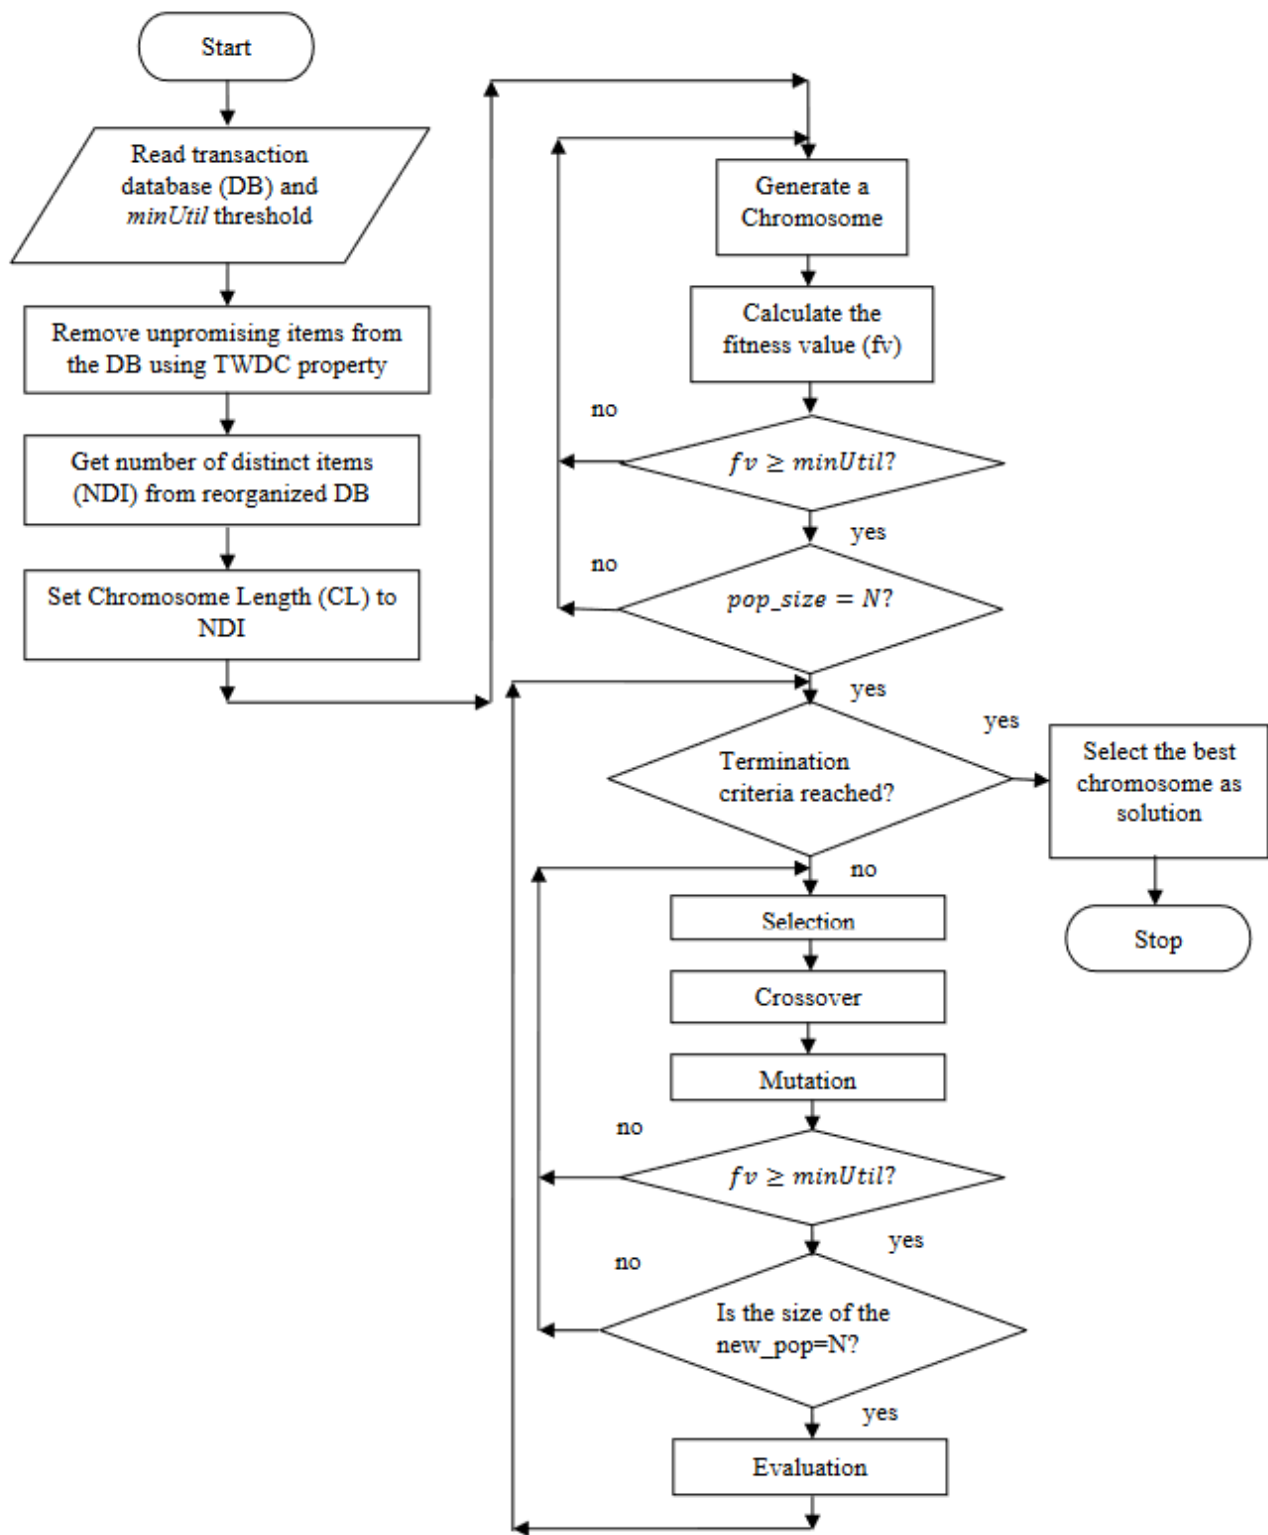 Start
Read transaction
database (DB) and
minUtil threshold
Remove unpromising items from
the DB using TWDC property
Get number of distinct items
(NDI) from reorganized DB
Set Chromosome Length (CL) to
NDI
Generate a
Chromosome
Calculate the
fitness value (fv)
no
fv ≥ minUtil?
yes
no
pop_size = N?
yes
Termination
criteria reached?
yes
Select the best
chromosome as
solution
Stop
no
Selection
Crossover
Mutation
no
fv ≥ minUtil?
yes
no
Is the size of the
new_pop=N?
yes
Evaluation